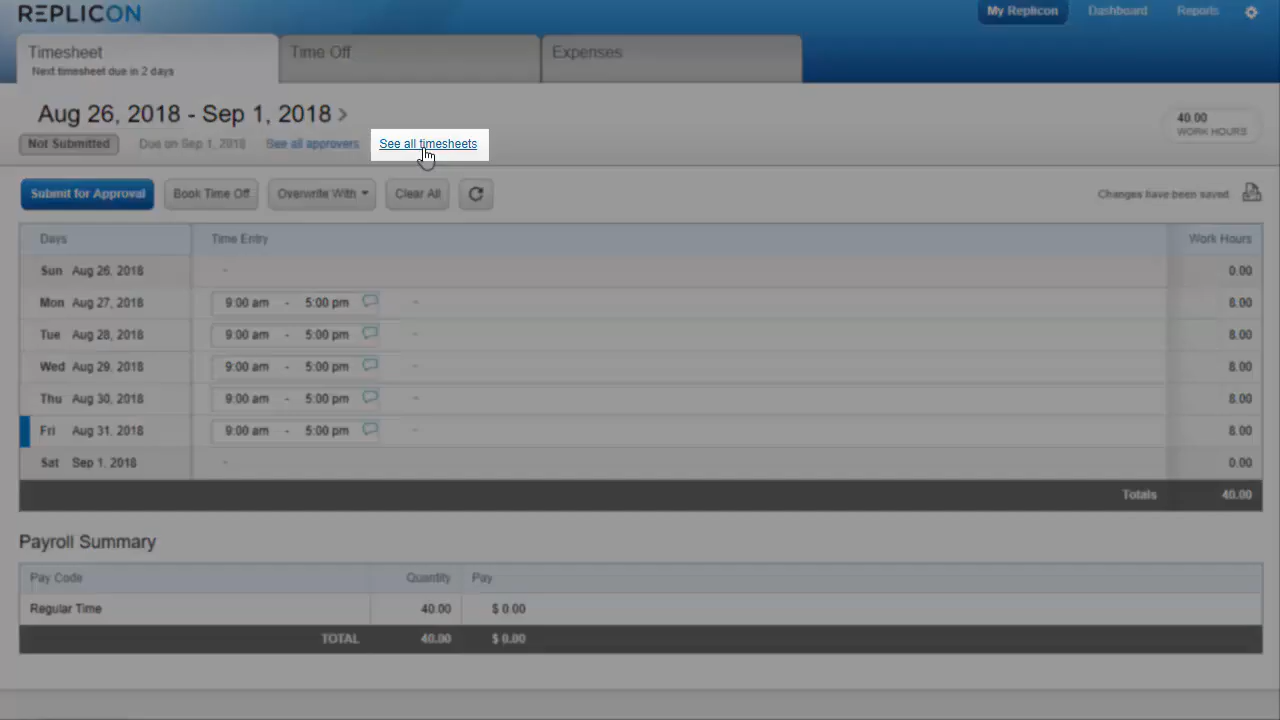 REPLICON My Replicon Dashboard Reports
Timesheet Time Off Expenses
Next timesheet due in 2 days
Aug 26, 2018 - Sep 1, 2018 >
40.00
WORK HOURS
Not Submitted Due on Sep 1, 2018 See all approvers See all timesheets
Submit for Approval Book Time Off Overwrite With Clear All Changes have been saved
Days Time Entry Work Hours
Sun Aug 26, 2018 - 0.00
Mon Aug 27, 2018 9:00 am - 5:00 pm - 8.00
Tue Aug 28, 2018 9:00 am - 5:00 pm - 8.00
Wed Aug 29, 2018 9:00 am - 5:00 pm - 8.00
Thu Aug 30, 2018 9:00 am - 5:00 pm - 8.00
Fri Aug 31, 2018 9:00 am - 5:00 pm - 8.00
Sat Sep 1, 2018 - 0.00
Totals 40.00
Payroll Summary
Pay Code Quantity Pay
Regular Time 40.00 $ 0.00
TOTAL 40.00 $ 0.00